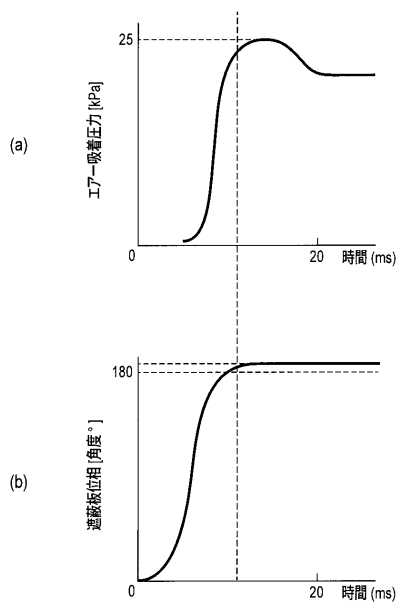 (a)
エアー吸着圧力 [kPa]
25
0
20
時間 (ms)
(b)
遮蔽板位相 [角度°]
180
0
20
時間 (ms)